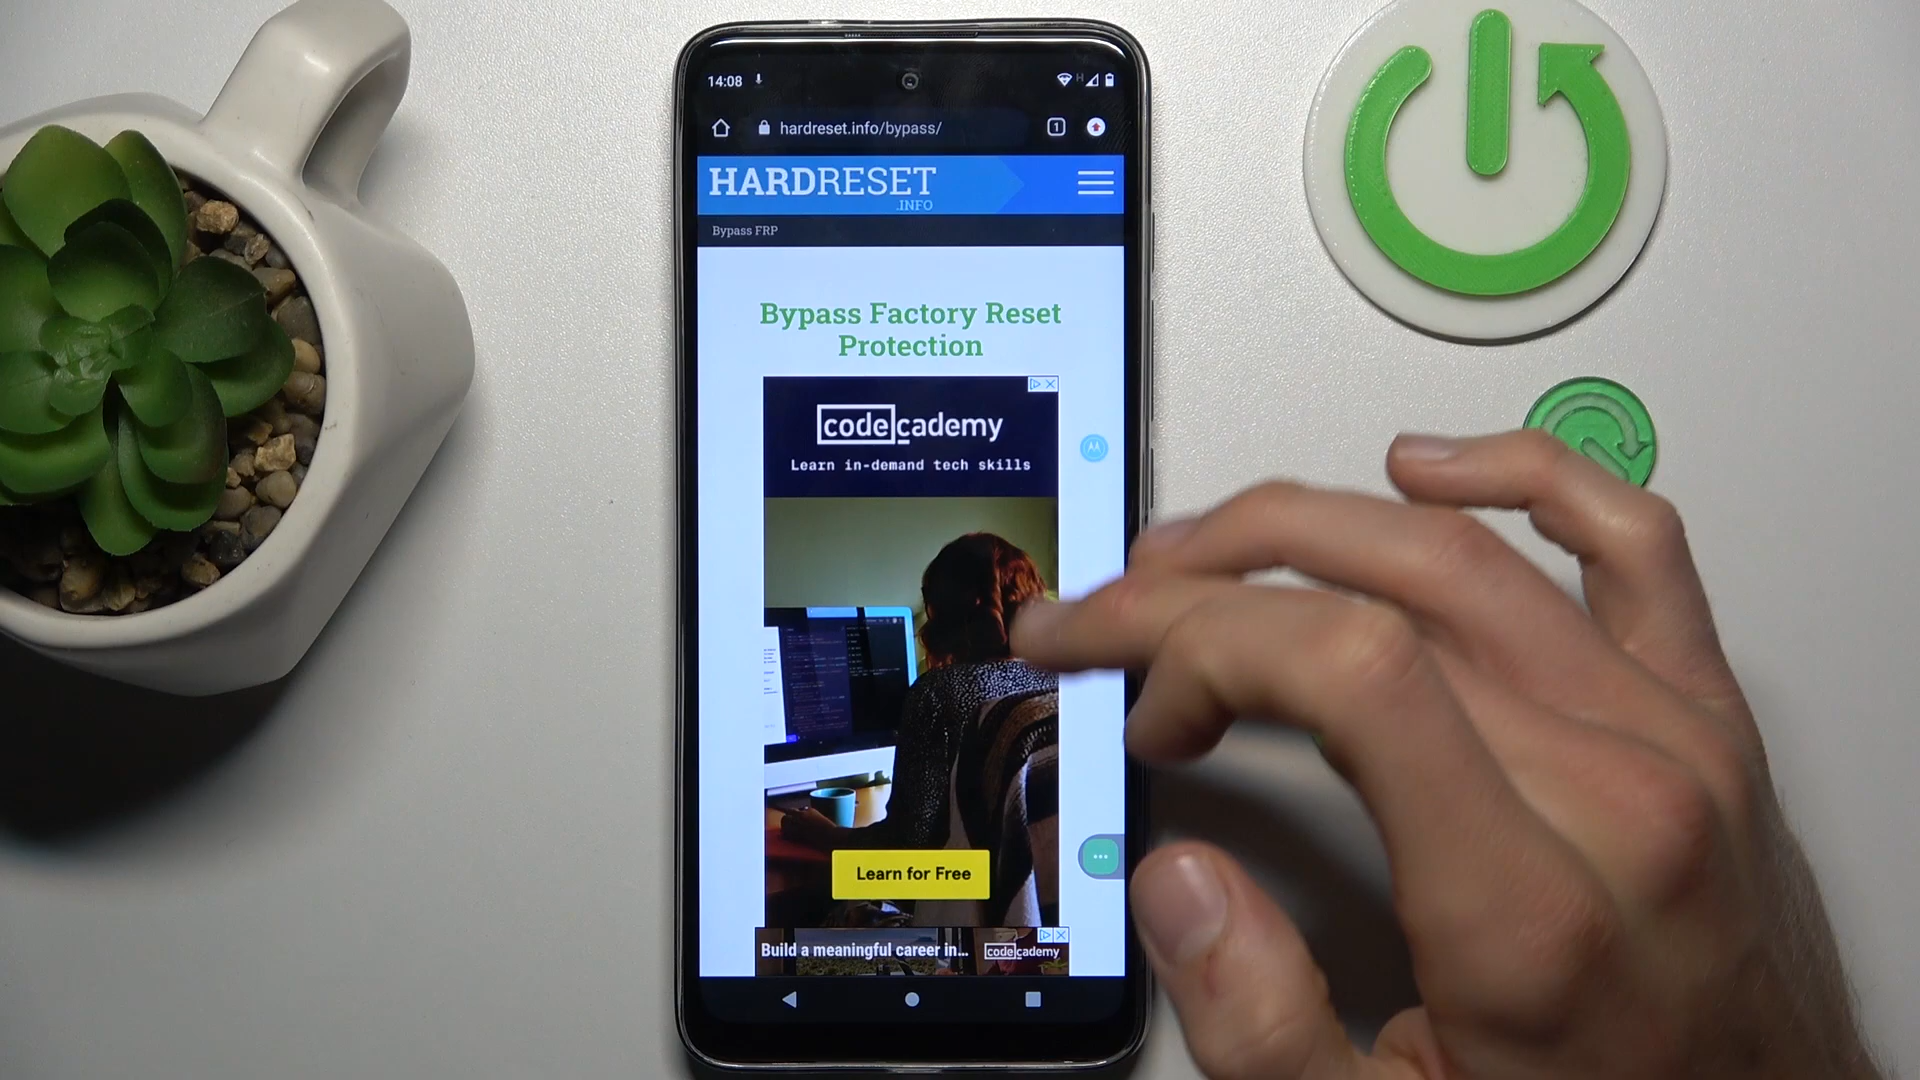 14:08
H
hardreset.info/bypass/
1
HARDRESET
.INFO
Bypass FRP
Bypass Factory Reset
Protection
codecademy
Learn in-demand tech skills
Learn for Free
Build a meaningful career in...
codecademy